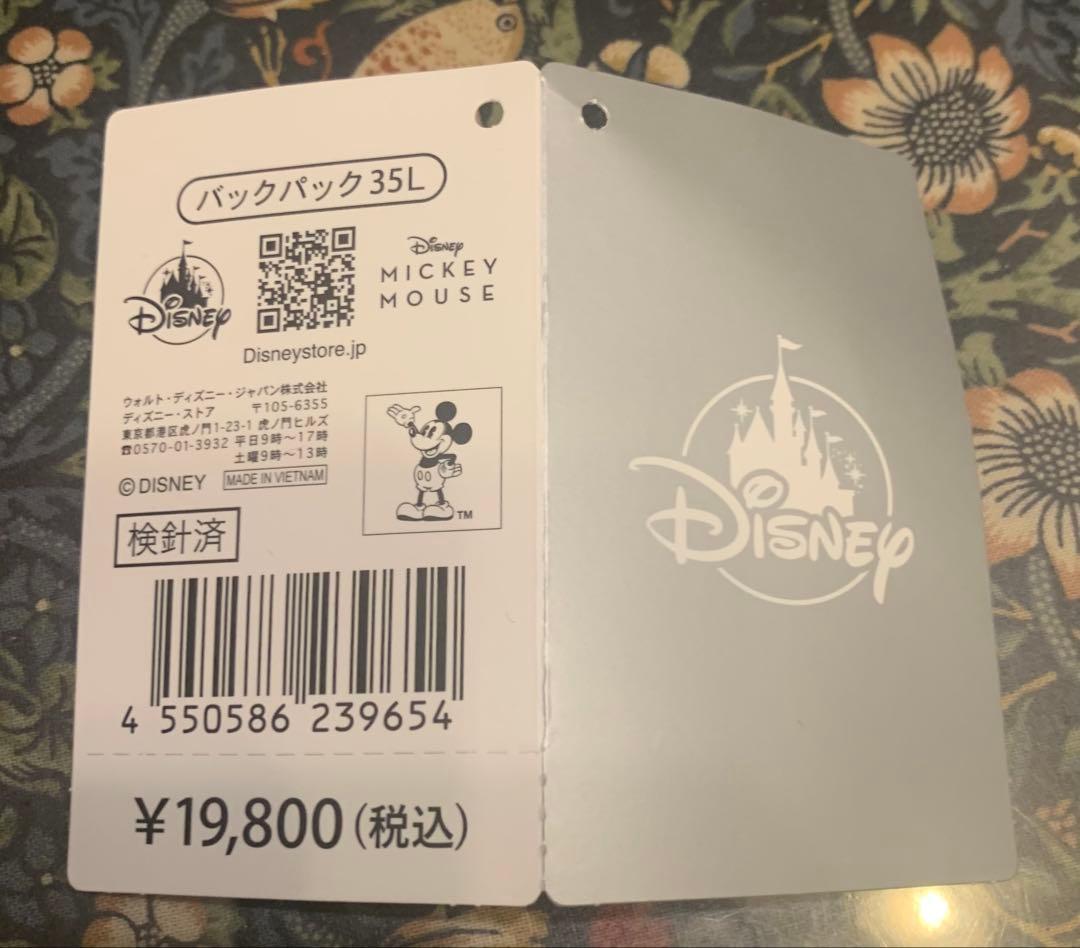 バックパック35L
Disney
Disney
MICKEY
MOUSE
Disneystore.jp
ウォルト・ディズニー・ジャパン株式会社
ディズニー・ストア 〒105-6355
東京都港区虎ノ門1-23-1 虎ノ門ヒルズ
☎0570-01-3932 平日9時～17時
土曜9時～13時
©DISNEY MADE IN VIETNAM
TM
検針済
4 550586 239654
¥19,800(税込)
Disney